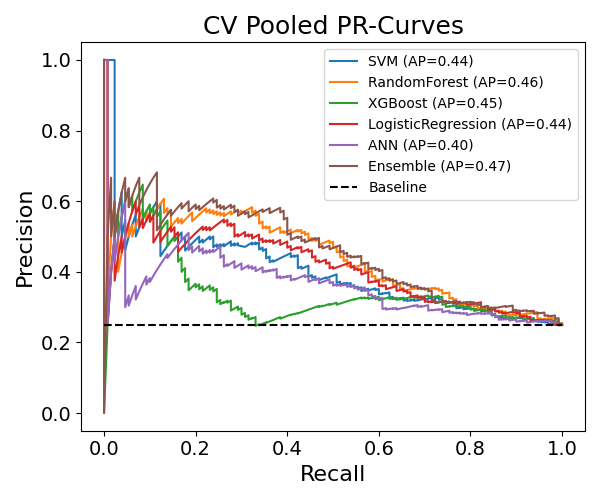 CV Pooled PR-Curves
SVM (AP=0.44)
RandomForest (AP=0.46)
XGBoost (AP=0.45)
LogisticRegression (AP=0.44)
ANN (AP=0.40)
Ensemble (AP=0.47)
Baseline
Precision
1.0
0.8
0.6
0.4
0.2
0.0
0.0 0.2 0.4 0.6 0.8 1.0
Recall